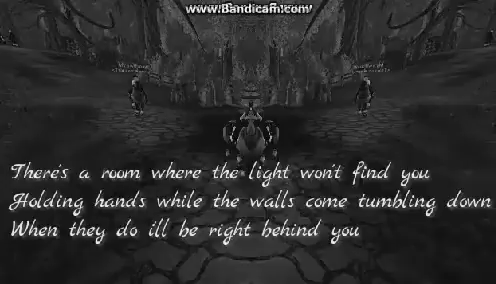 www.Bandicam.com
There's a room where the light won't find you
Holding hands while the walls come tumbling down
When they do ill be right behind you